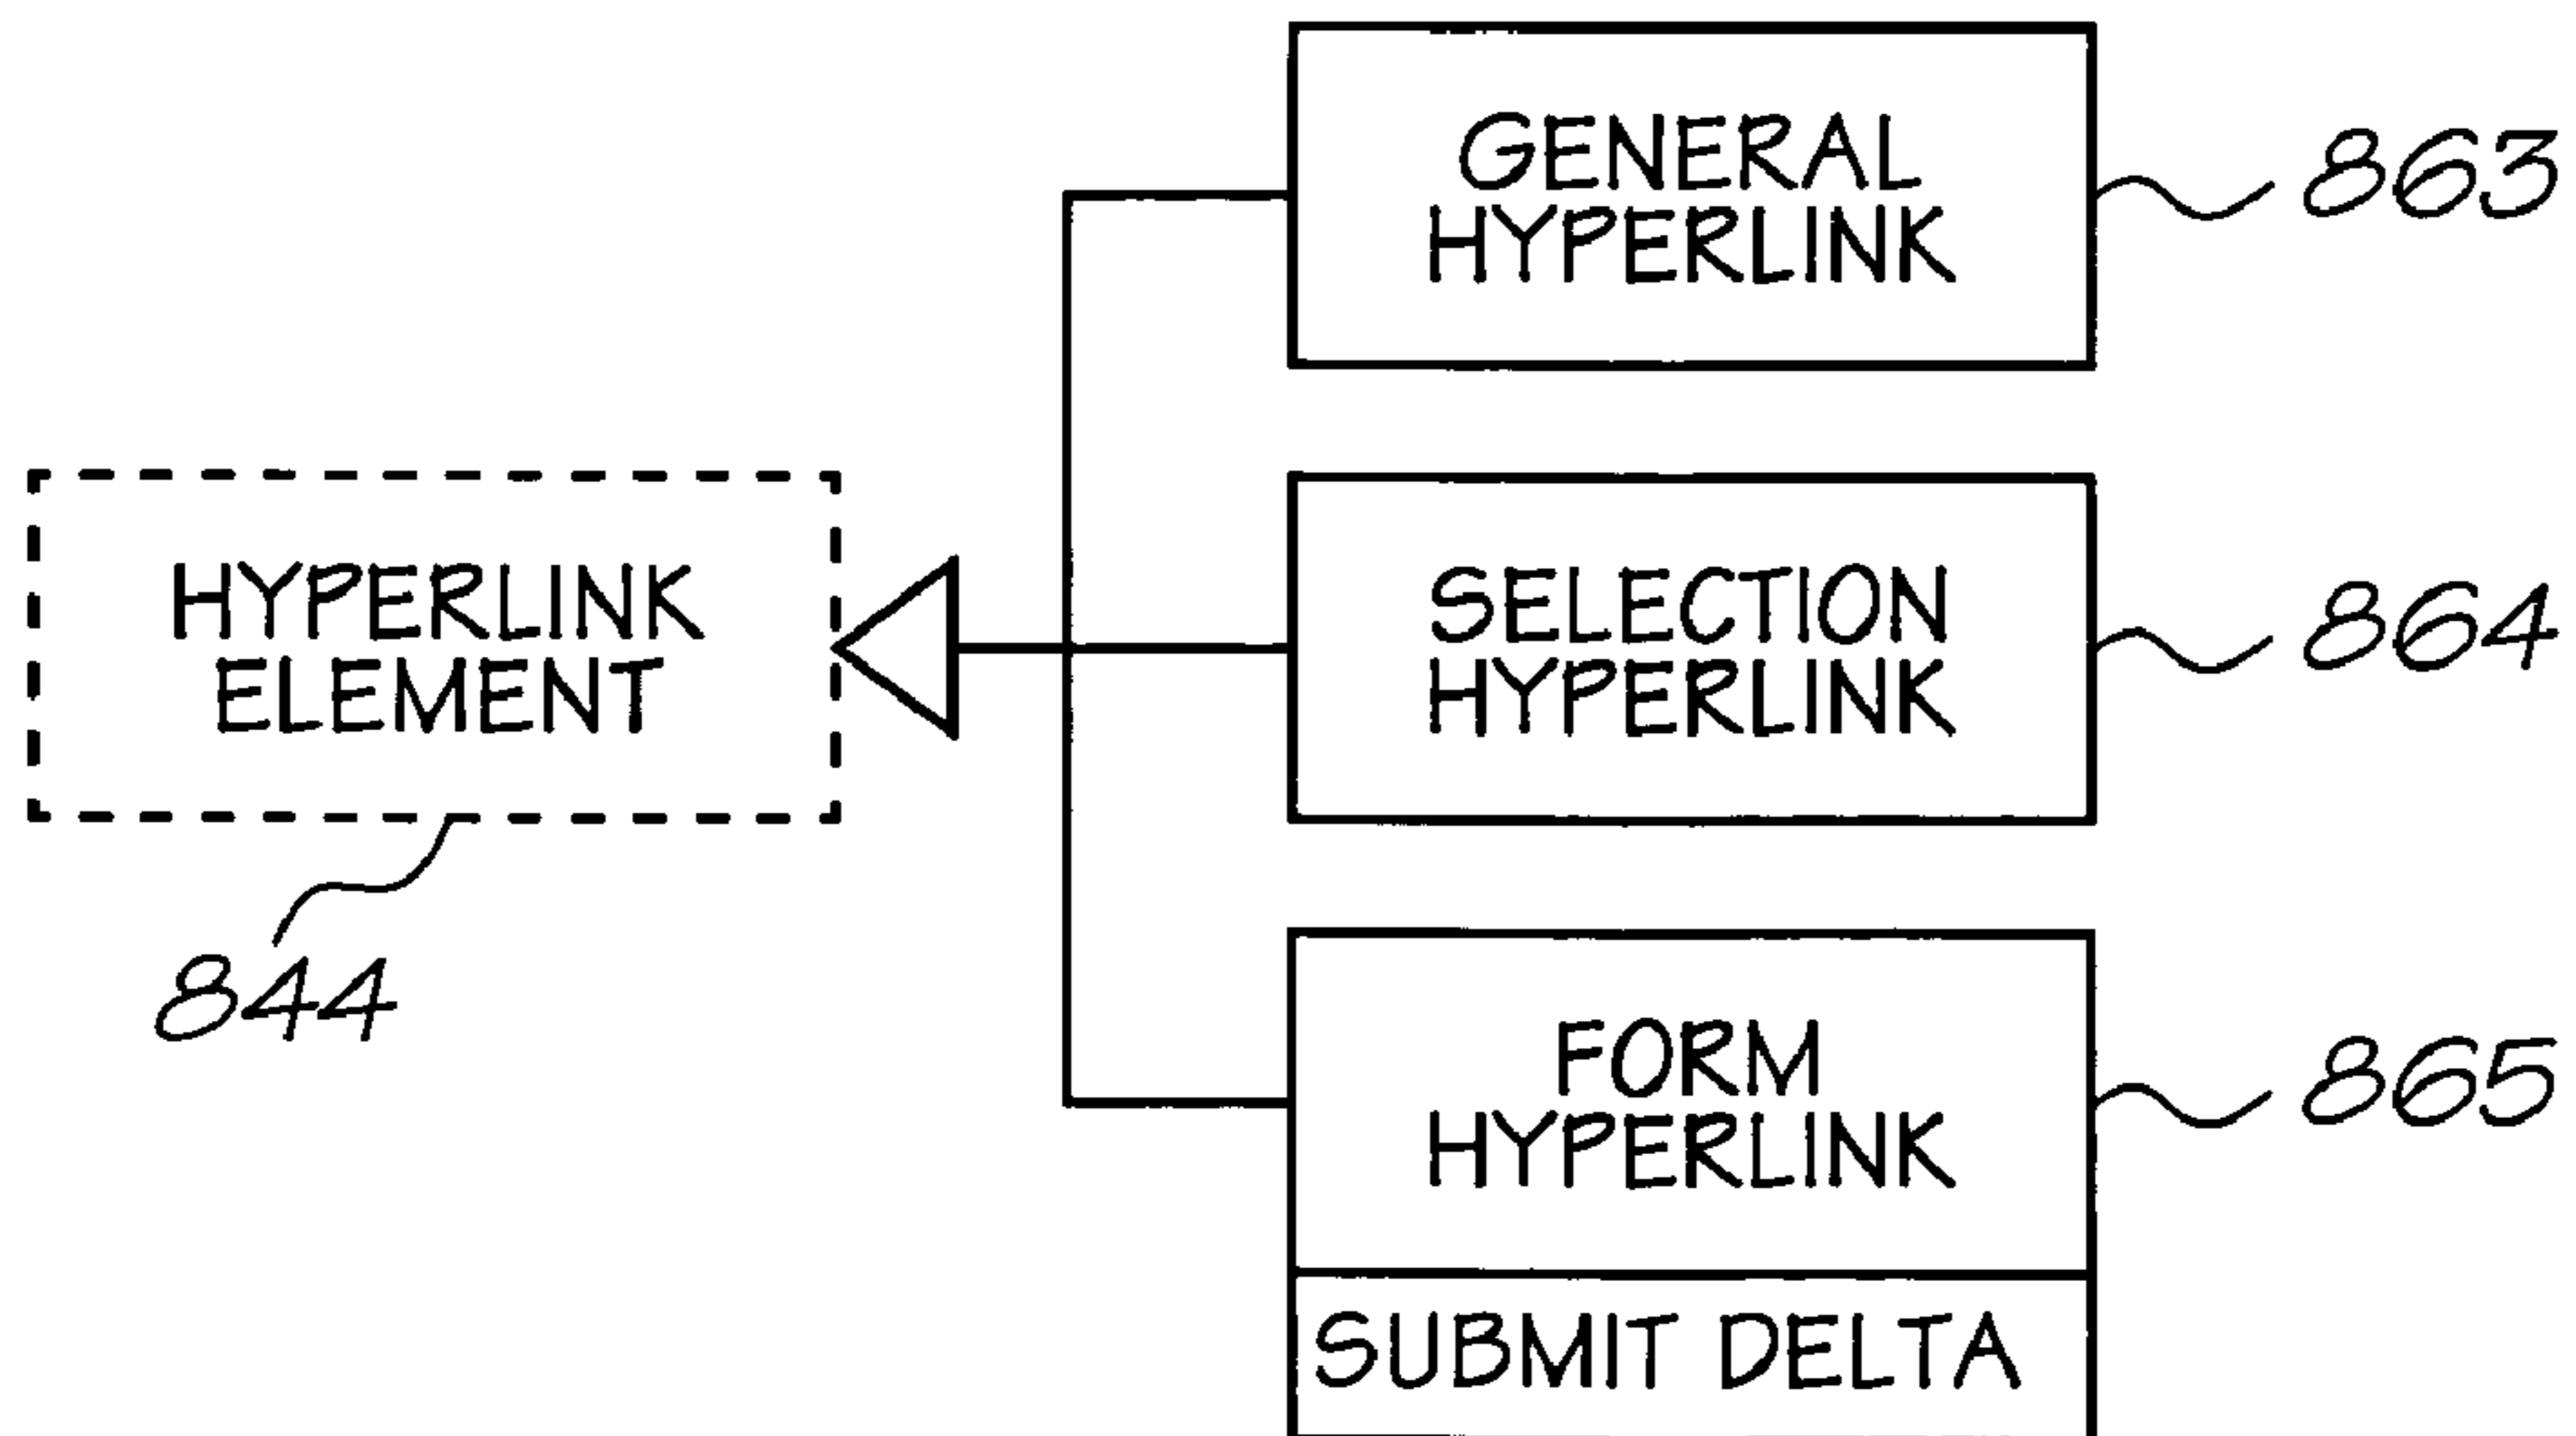 GENERAL
HYPERLINK
863
HYPERLINK
ELEMENT
844
SELECTION
HYPERLINK
864
FORM
HYPERLINK
865
SUBMIT DELTA